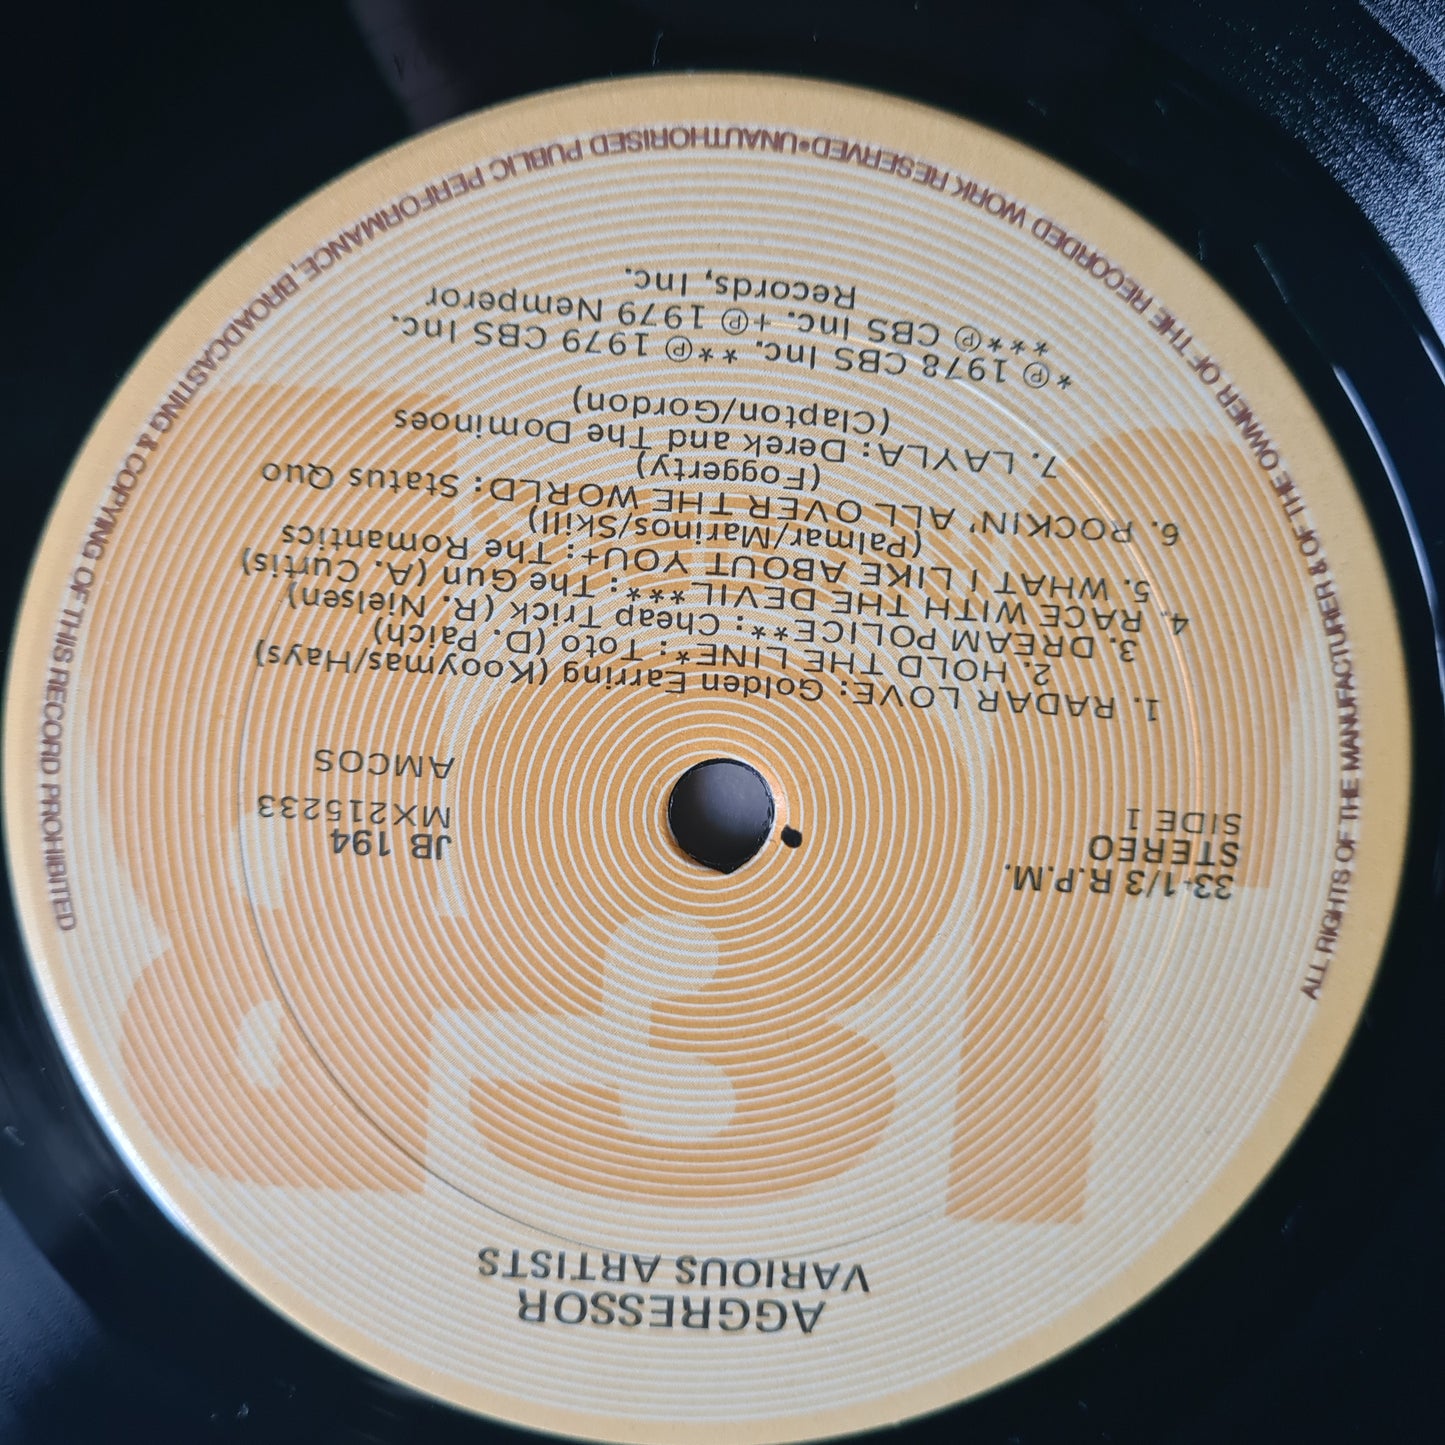 AGGRESSOR
VARIOUS ARTISTS
33-1/3 R.P.M.
STEREO
SIDE 1
JB 194
MX215233
AMCOS
1. RADAR LOVE: Golden Earring (Kooymas/Hays)
2. HOLD THE LINE*: Toto (D. Paich)
3. DREAM POLICE**: Cheap Trick (R. Nielsen)
4. RACE WITH THE DEVIL***: The Gun (A. Curtis)
5. WHAT I LIKE ABOUT YOU+: The Romantics
(Palmar/Marinos/Skill)
6. ROCKIN' ALL OVER THE WORLD: Status Quo
(Foggerty)
7. LAYLA: Derek and The Dominoes
(Clapton/Gordon)
*℗ 1978 CBS Inc. **℗ 1979 CBS Inc.
***℗ CBS Inc. +℗ 1979 Nemperor
Records, Inc.
ALL RIGHTS OF THE MANUFACTURER & OF THE OWNER OF THE RECORDED WORK RESERVED•UNAUTHORISED PUBLIC PERFORMANCE, BROADCASTING & COPYING OF THIS RECORD PROHIBITED